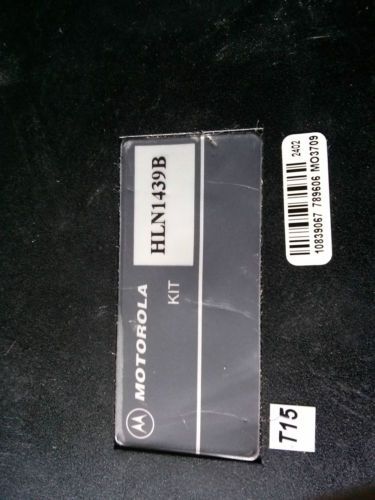 MOTOROLA
HLN1439B
KIT
2402
10839067 789606 MO3709
T15